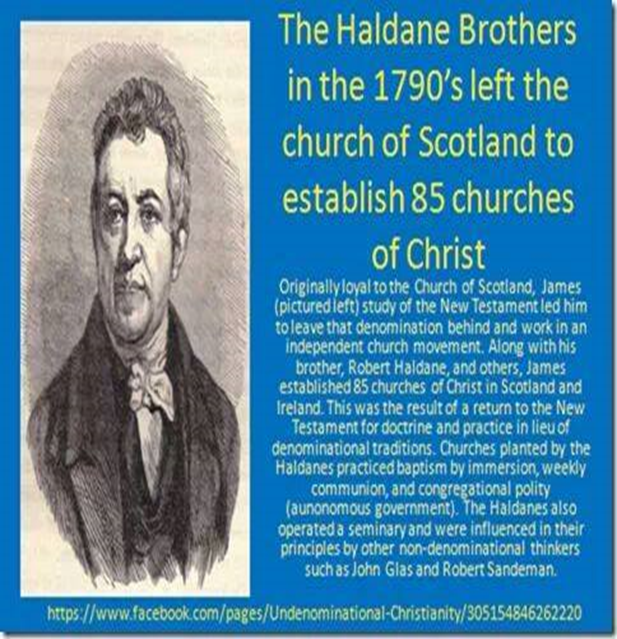 The Haldane Brothers
in the 1790's left the
church of Scotland to
establish 85 churches
of Christ
Originally loyal to the Church of Scotland, James
(pictured left) study of the New Testament led him
to leave that denomination behind and work in an
independent church movement. Along with his
brother, Robert Haldane, and others, James
established 85 churches of Christ in Scotland and
Ireland. This was the result of a return to the New
Testament for doctrine and practice in lieu of
denominational traditions. Churches planted by the
Haldanes practiced baptism by immersion, weekly
communion, and congregational polity
(aunonomous government). The Haldanes also
operated a seminary and were influenced in their
principles by other non-denominational thinkers
such as John Glas and Robert Sandeman.
https://www.facebook.com/pages/Undenominational-Christianity/305154846262220